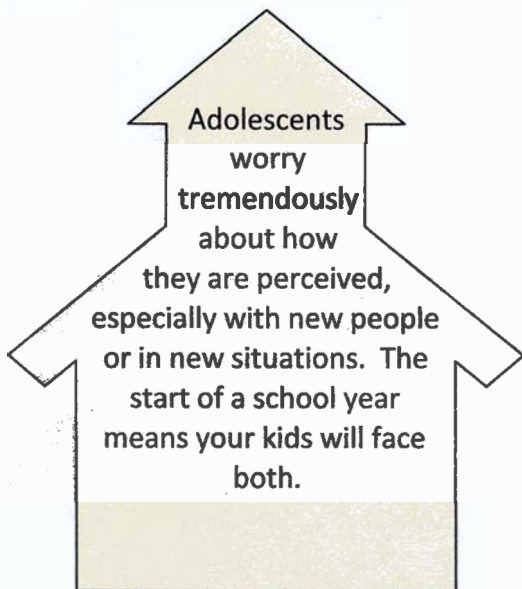 Adolescents
worry
tremendously
about how
they are perceived,
especially with new people
or in new situations.  The
start of a school year
means your kids will face
both.